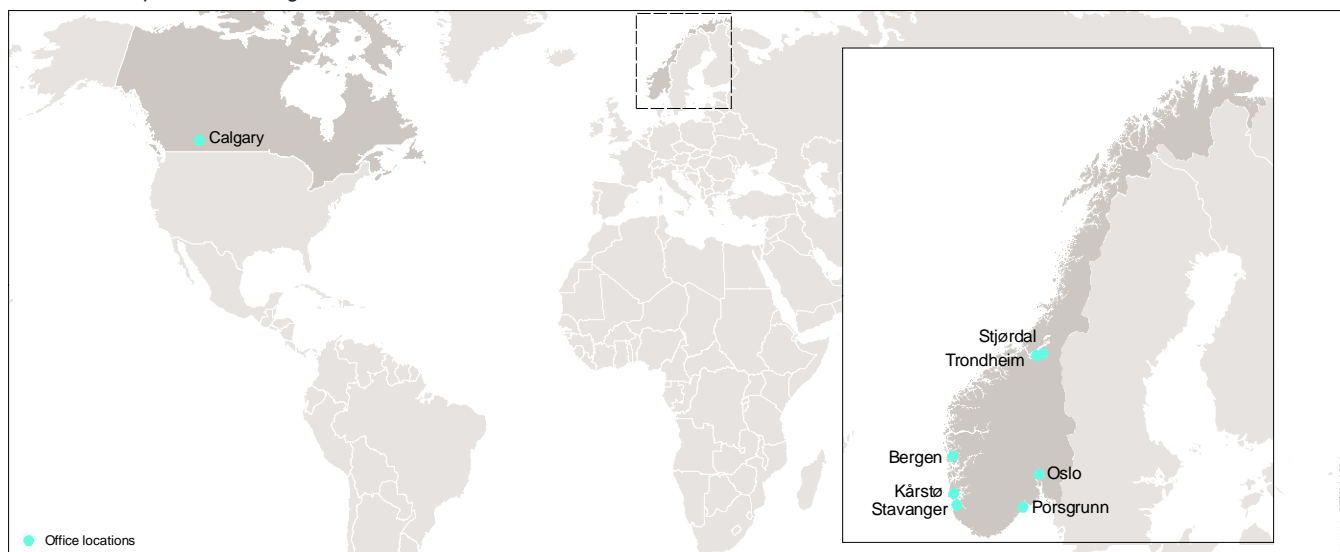 Calgary
Stjørdal
Trondheim
Bergen
Oslo
Kårstø
Stavanger
Porsgrunn
Office locations